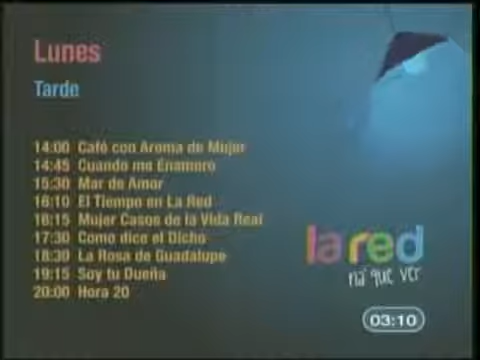 Lunes
Tarde
14:00 Café con Aroma de Mujer
14:45 Cuando me Enamoro
15:30 Mar de Amor
16:10 El Tiempo en La Red
16:15 Mujer Casos de la Vida Real
17:30 Como dice el Dicho
18:30 La Rosa de Guadalupe
19:15 Soy tu Dueña
20:00 Hora 20
la red
na' que ver
03:10